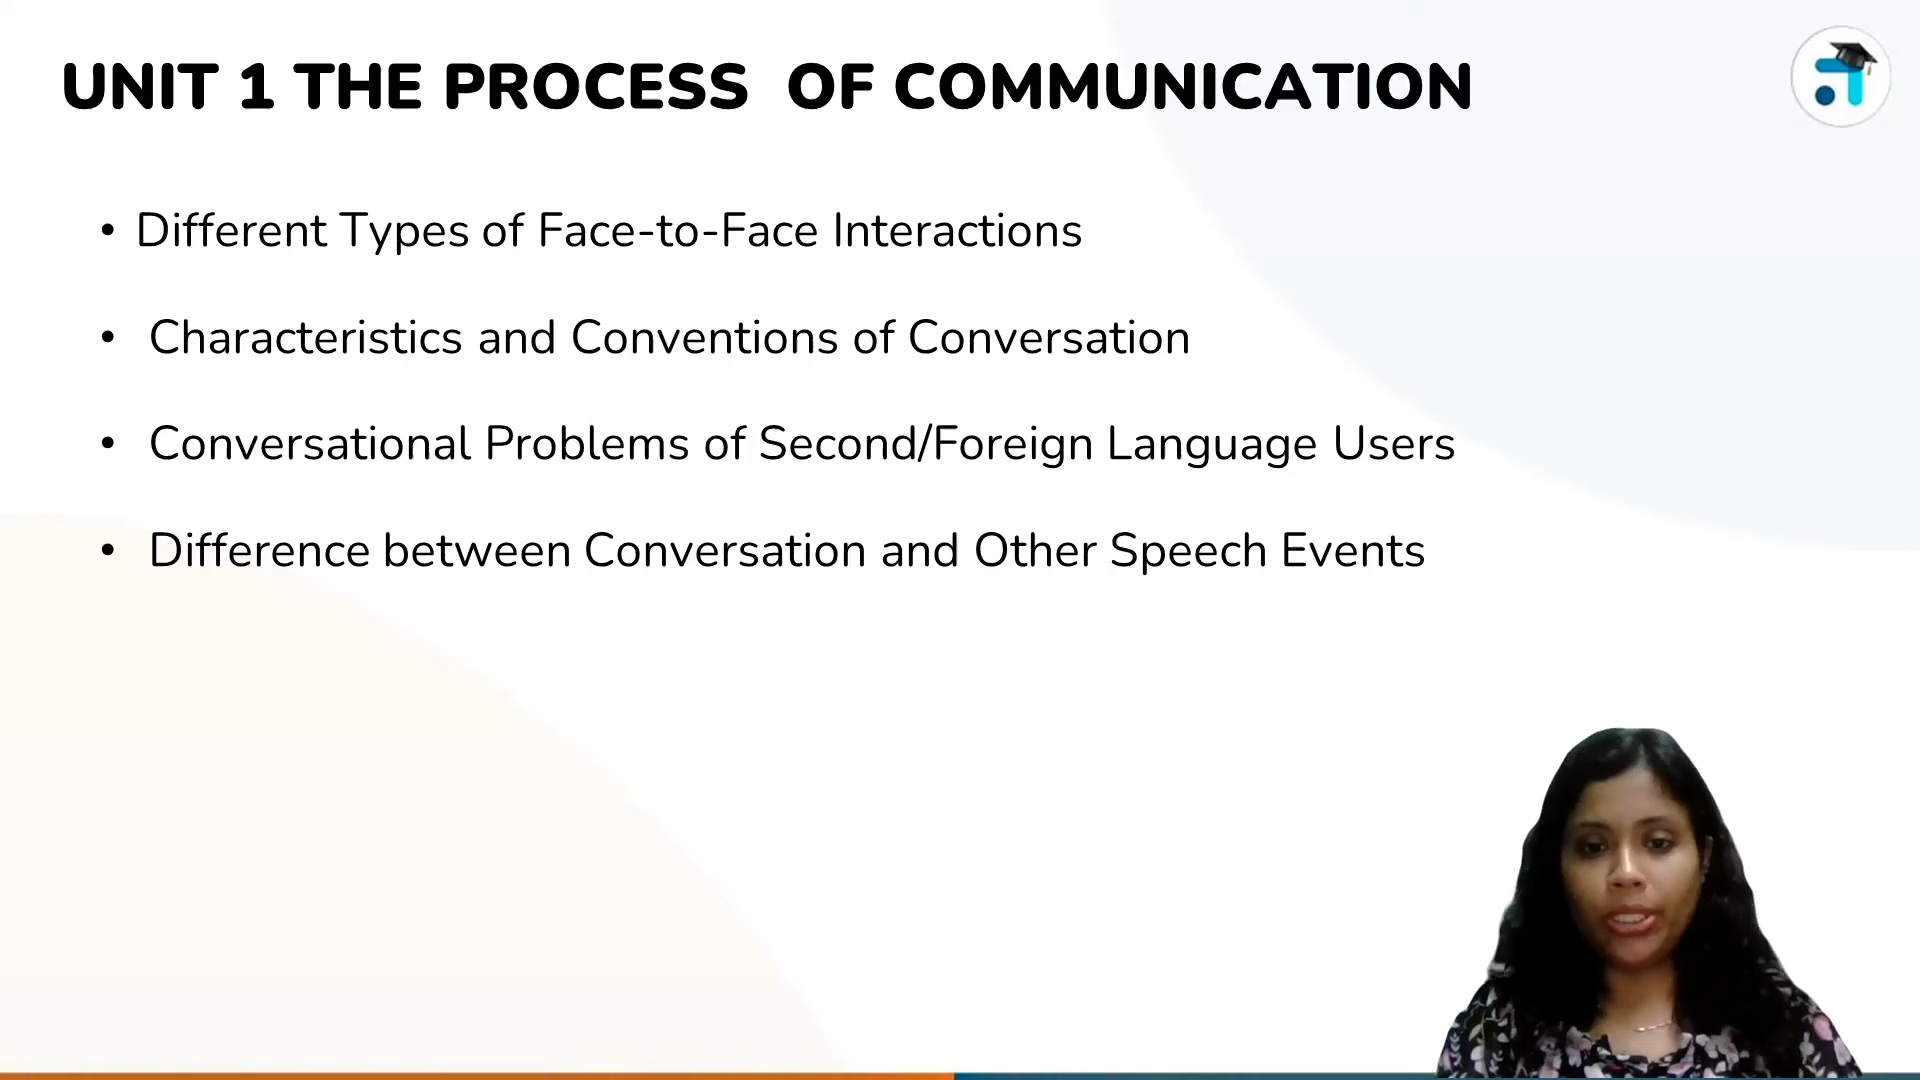 UNIT 1 THE PROCESS  OF COMMUNICATION
• Different Types of Face-to-Face Interactions
• Characteristics and Conventions of Conversation
• Conversational Problems of Second/Foreign Language Users
• Difference between Conversation and Other Speech Events